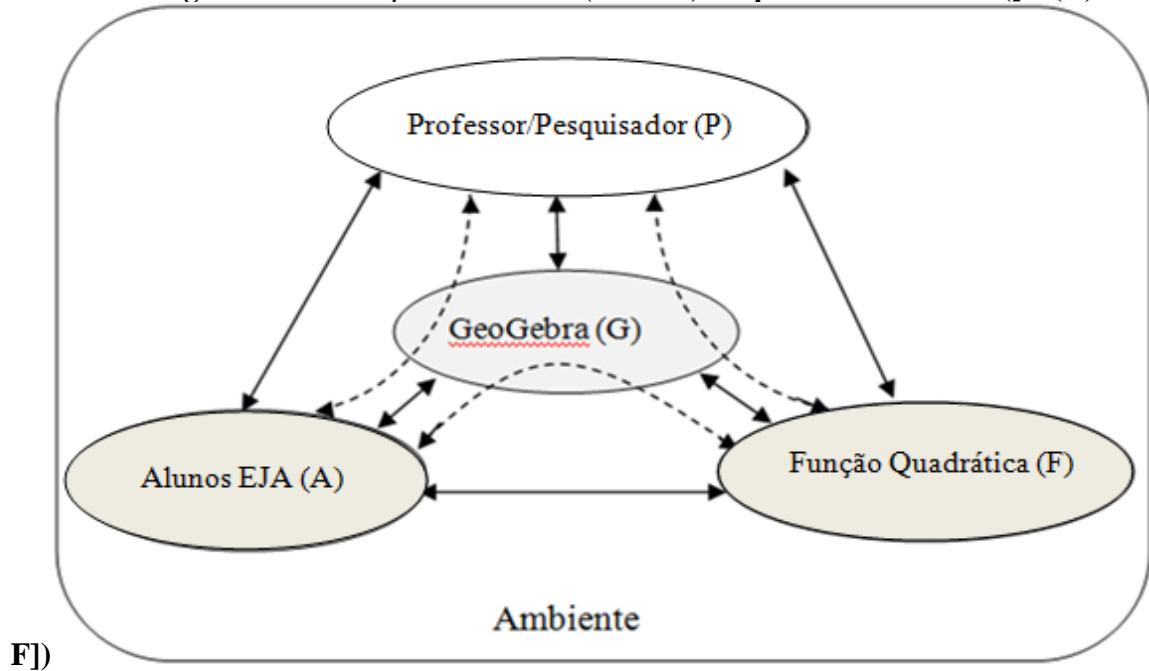 Professor/Pesquisador (P)
GeoGebra (G)
Alunos EJA (A)
Função Quadrática (F)
Ambiente
F])